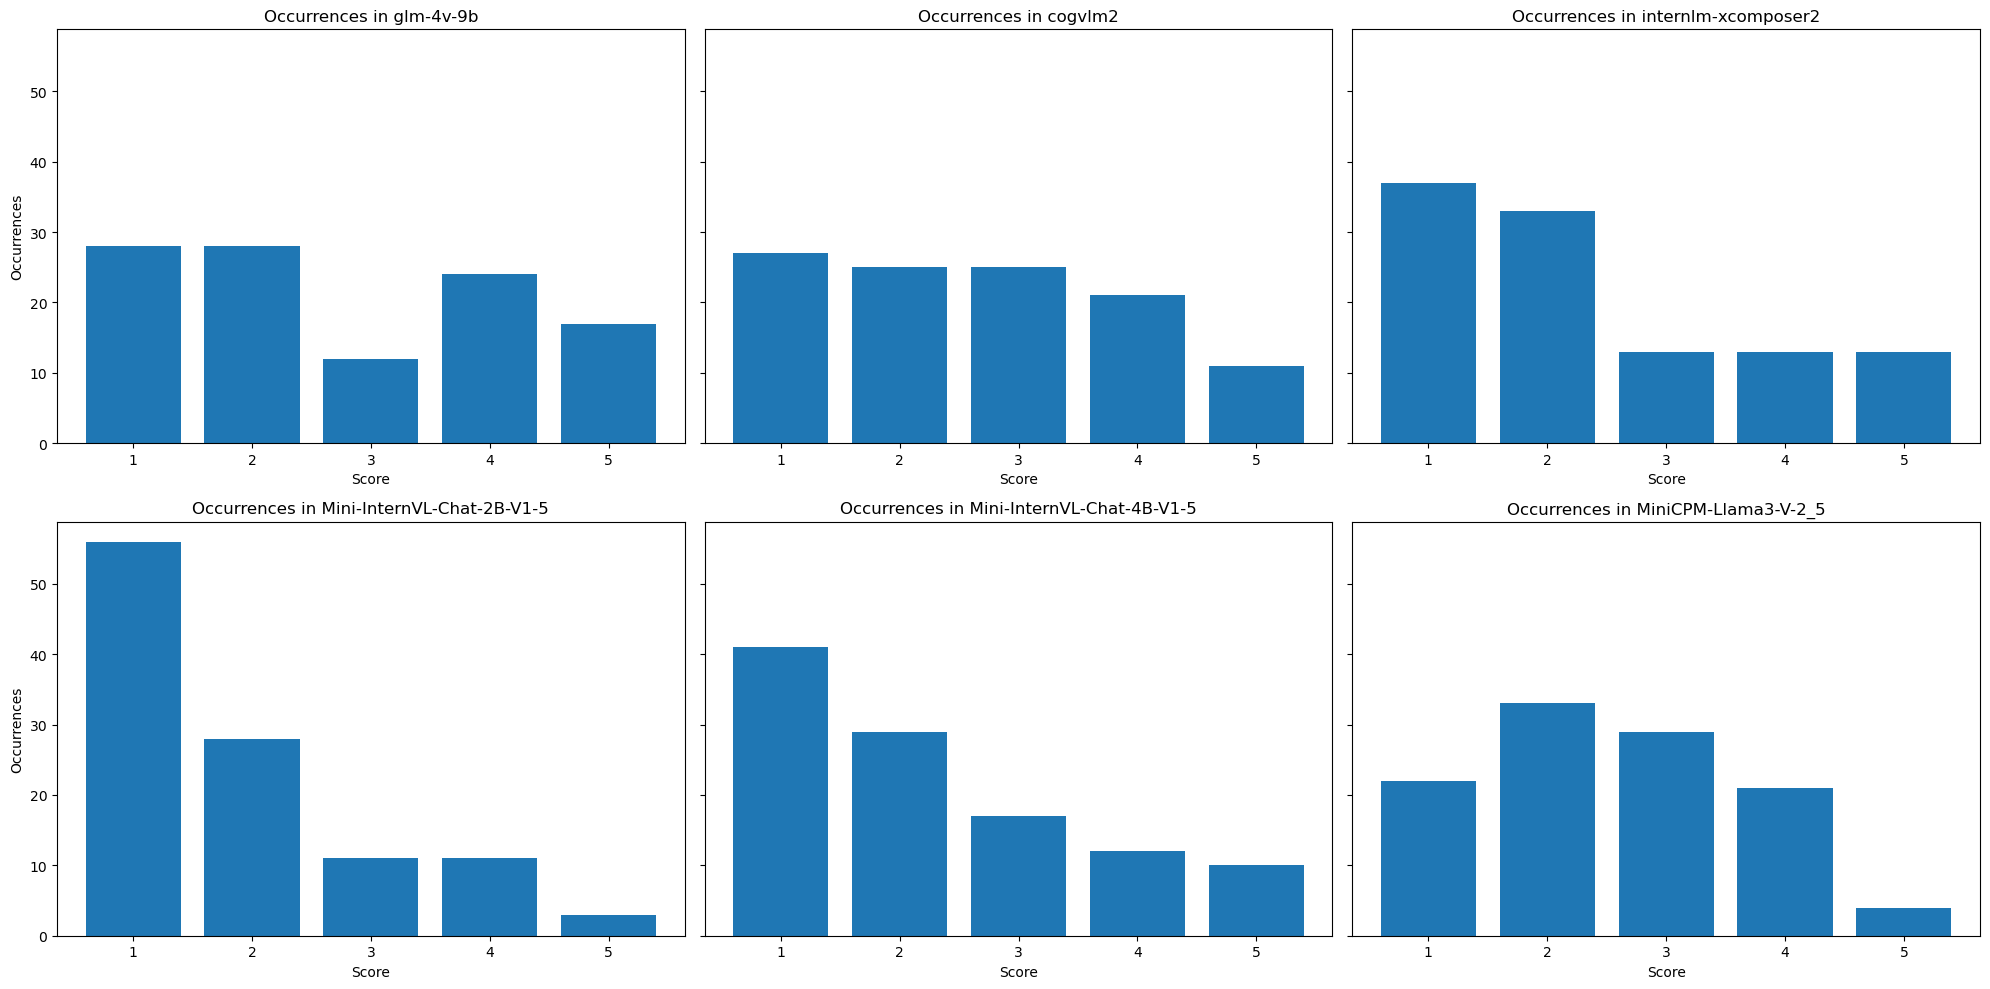 Occurrences in glm-4v-9b
Occurrences in cogvlm2
Occurrences in internlm-xcomposer2
Occurrences
50
40
30
20
10
0
1 2 3 4 5
Score
1 2 3 4 5
Score
1 2 3 4 5
Score
Occurrences in Mini-InternVL-Chat-2B-V1-5
Occurrences in Mini-InternVL-Chat-4B-V1-5
Occurrences in MiniCPM-Llama3-V-2_5
Occurrences
50
40
30
20
10
0
1 2 3 4 5
Score
1 2 3 4 5
Score
1 2 3 4 5
Score